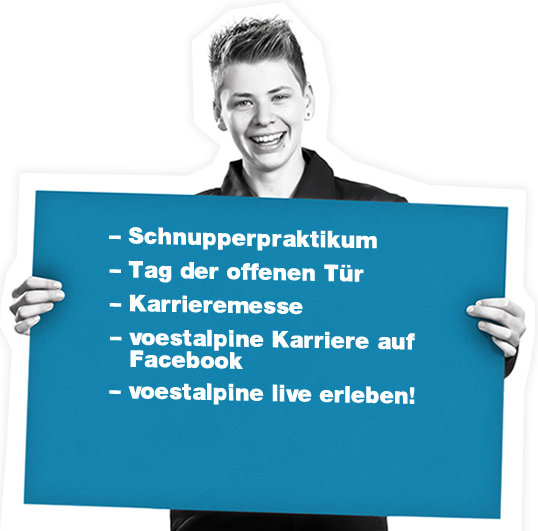 – Schnupperpraktikum
– Tag der offenen Tür
– Karrieremesse
– voestalpine Karriere auf
Facebook
– voestalpine live erleben!